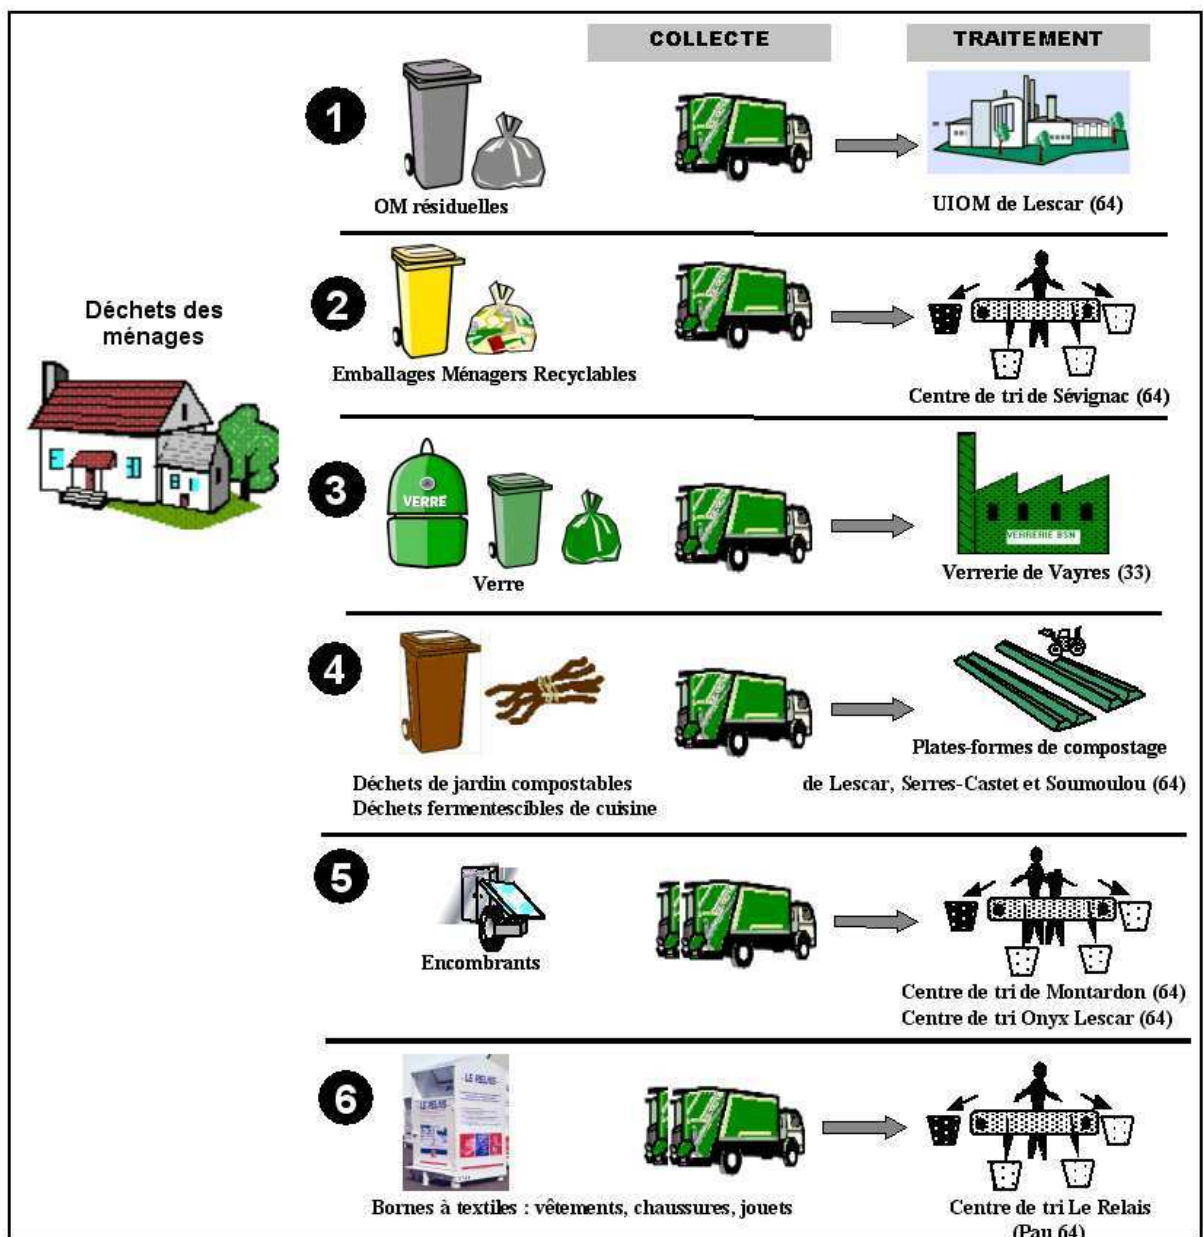 COLLECTE
TRAITEMENT
1
OM résiduelles
UIOM de Lescar (64)
Déchets des
ménages
2
Emballages Ménagers Recyclables
Centre de tri de Sévignac (64)
3
VERRE
Verre
VERRERIE BSN
Verrerie de Vayres (33)
4
Déchets de jardin compostables
Déchets fermentescibles de cuisine
Plates-formes de compostage
de Lescar, Serres-Castet et Soumoulou (64)
5
Encombrants
Centre de tri de Montardon (64)
Centre de tri Onyx Lescar (64)
6
LE RELAIS
LE RELAIS
Bornes à textiles : vêtements, chaussures, jouets
Centre de tri Le Relais
(Pau 64)